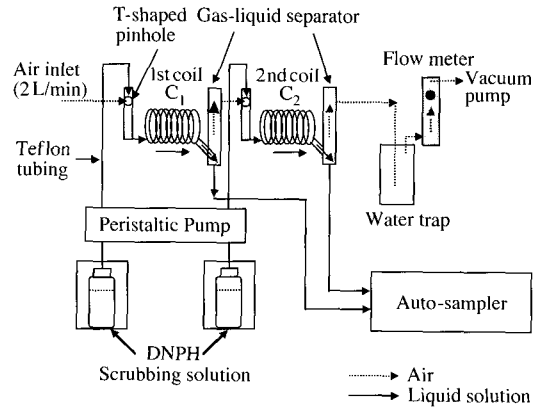 T-shaped
pinhole
Gas-liquid separator
Flow meter
Vacuum
pump
Air inlet
(2 L/min)
1st coil
C1
2nd coil
C2
Teflon
tubing
Water trap
Peristaltic Pump
Auto-sampler
DNPH
Scrubbing solution
Air
Liquid solution